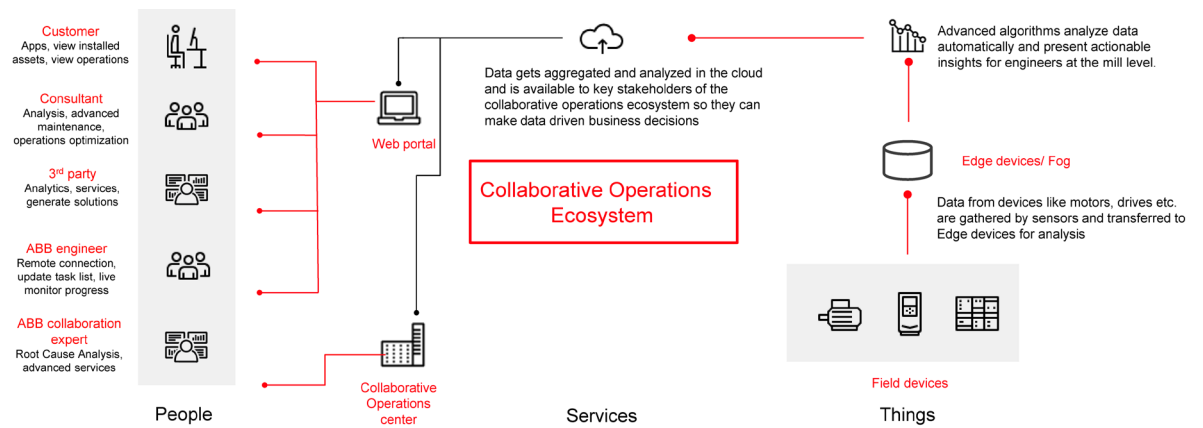 Customer
Apps, view installed
assets, view operations
Consultant
Analysis, advanced
maintenance,
operations optimization
3rd party
Analytics, services,
generate solutions
ABB engineer
Remote connection,
update task list, live
monitor progress
ABB collaboration
expert
Root Cause Analysis,
advanced services
People
Web portal
Collaborative
Operations
center
Data gets aggregated and analyzed in the cloud
and is available to key stakeholders of the
collaborative operations ecosystem so they can
make data driven business decisions
Collaborative Operations
Ecosystem
Services
Advanced algorithms analyze data
automatically and present actionable
insights for engineers at the mill level.
Edge devices/ Fog
Data from devices like motors, drives etc.
are gathered by sensors and transferred to
Edge devices for analysis
Field devices
Things